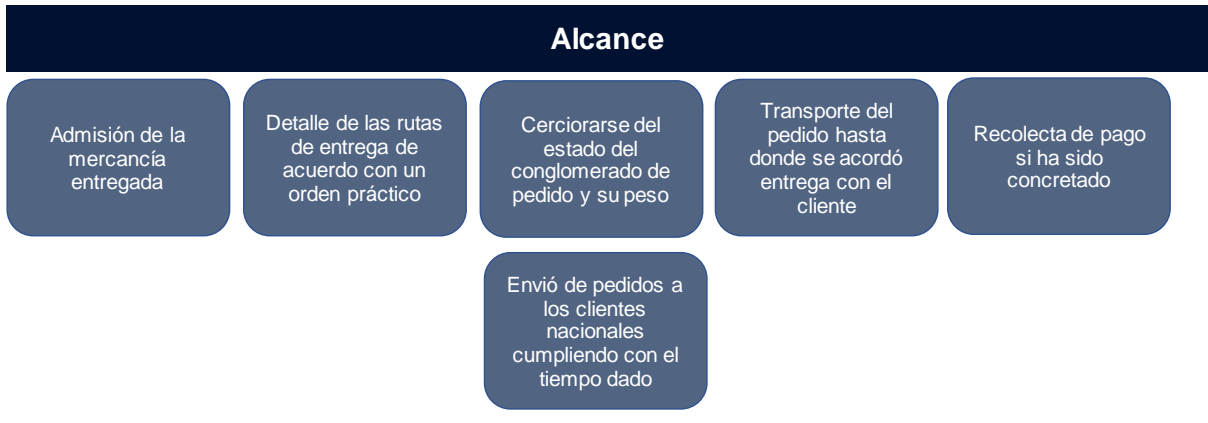 Alcance
Admisión de la
mercancía
entregada
Detalle de las rutas
de entrega de
acuerdo con un
orden práctico
Cerciorarse del
estado del
conglomerado de
pedido y su peso
Transporte del
pedido hasta
donde se acordó
entrega con el
cliente
Recolecta de pago
si ha sido
concretado
Envió de pedidos a
los clientes
nacionales
cumpliendo con el
tiempo dado